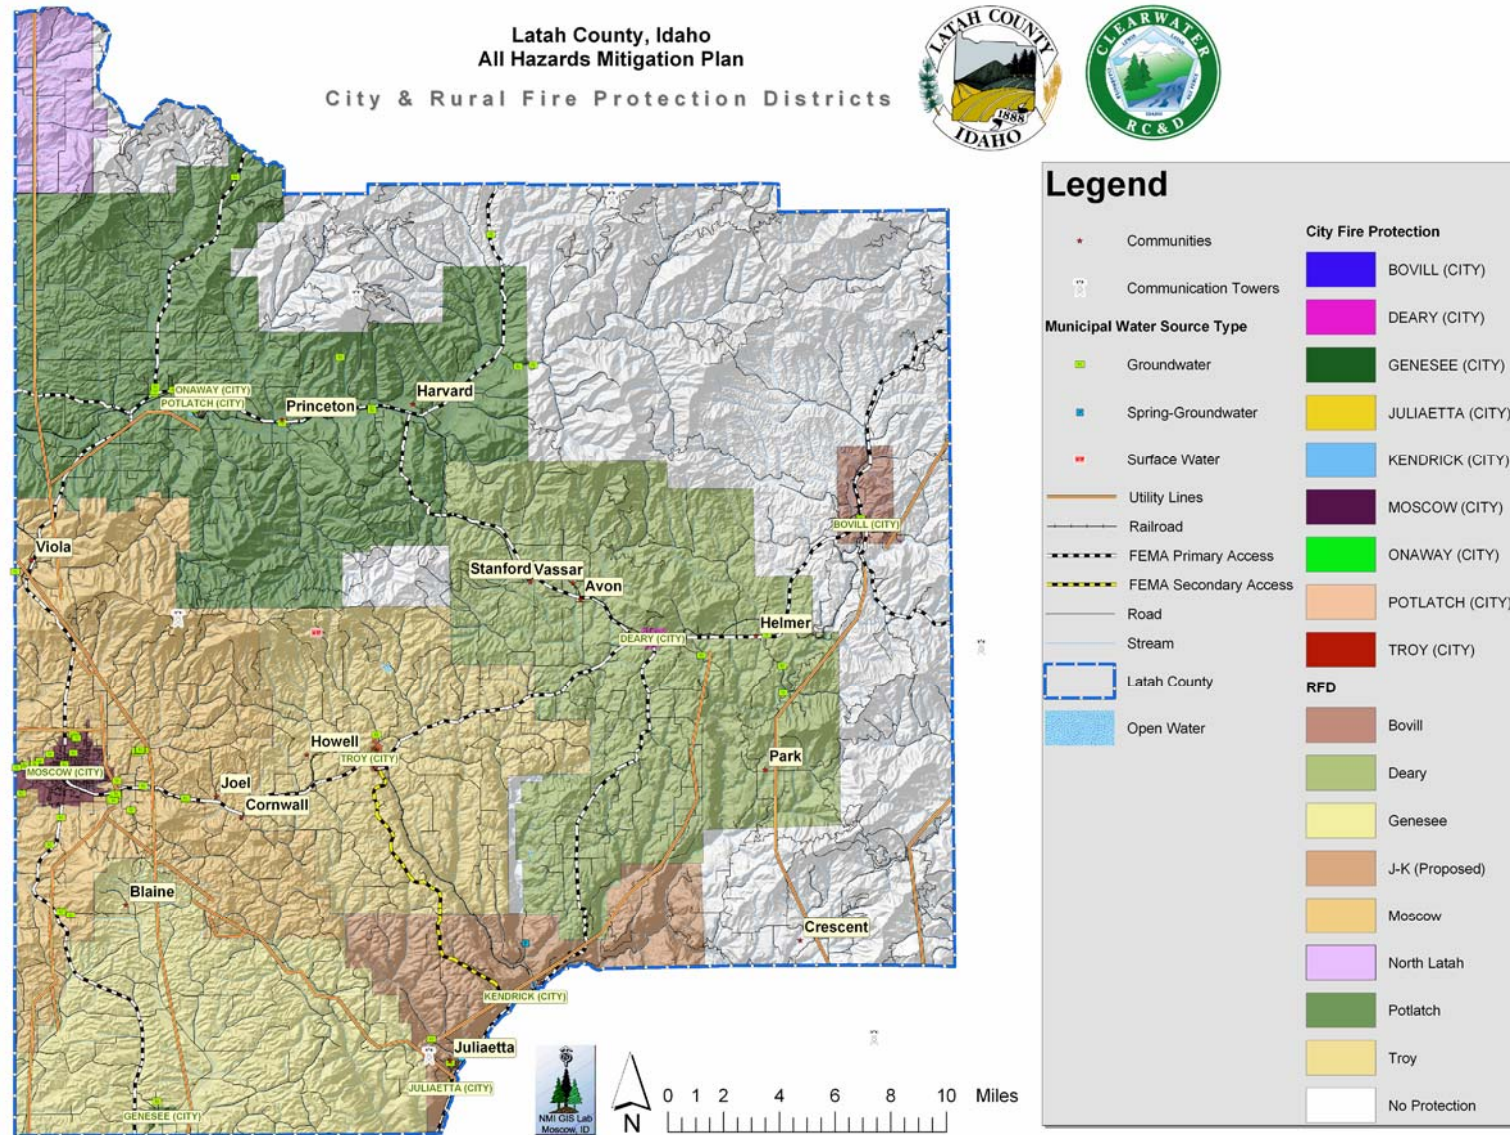 Latah County, Idaho
All Hazards Mitigation Plan
City & Rural Fire Protection Districts
LATAH COUNTY
1888
IDAHO
CLEARWATER
LEWIS
LATAH
IDAHO
RC&D
ONAWAY (CITY)
POTLATCH (CITY)
Princeton
Harvard
BOVILL (CITY)
Viola
Stanford
Vassar
Avon
DEARY (CITY)
Helmer
Howell
TROY (CITY)
MOSCOW (CITY)
Joel
Cornwall
Park
Blaine
Crescent
KENDRICK (CITY)
Juliaetta
JULIAETTA (CITY)
GENESEE (CITY)
NMI GIS Lab
Moscow, ID
N
0 1 2 4 6 8 10 Miles
Legend
Communities
Communication Towers
Municipal Water Source Type
Groundwater
Spring-Groundwater
Surface Water
Utility Lines
Railroad
FEMA Primary Access
FEMA Secondary Access
Road
Stream
Latah County
Open Water
City Fire Protection
BOVILL (CITY)
DEARY (CITY)
GENESEE (CITY)
JULIAETTA (CITY)
KENDRICK (CITY)
MOSCOW (CITY)
ONAWAY (CITY)
POTLATCH (CITY)
TROY (CITY)
RFD
Bovill
Deary
Genesee
J-K (Proposed)
Moscow
North Latah
Potlatch
Troy
No Protection